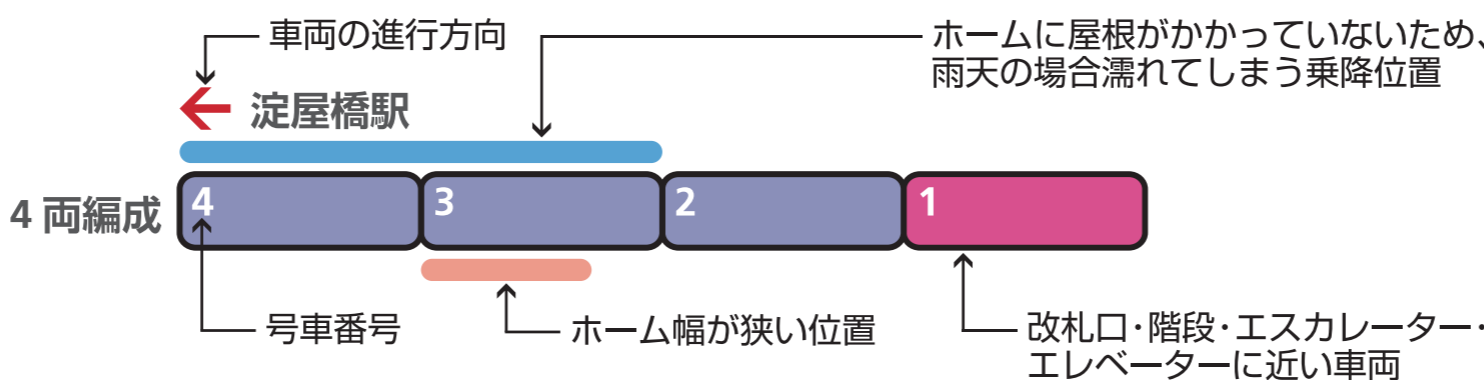 車両の進行方向
ホームに屋根がかかっていないため、
雨天の場合濡れてしまう乗降位置
淀屋橋駅
4両編成
4
3
2
1
号車番号
ホーム幅が狭い位置
改札口・階段・エスカレーター・
エレベーターに近い車両